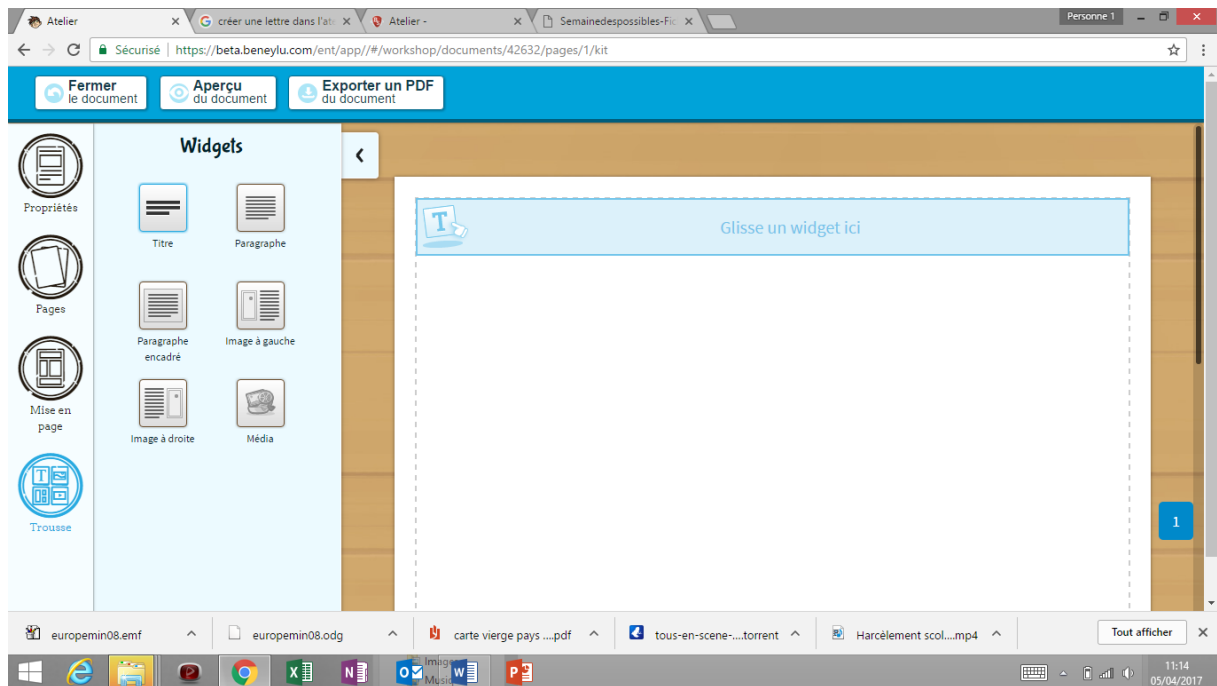 Atelier
créer une lettre dans l'ate
Atelier -
Semainedespossibles-Fic
Personne 1
Sécurisé | https://beta.beneylu.com/ent/app//#/workshop/documents/42632/pages/1/kit
Fermer
le document
Aperçu
du document
Exporter un PDF
du document
Propriétés
Pages
Mise en
page
Trousse
Widgets
Titre
Paragraphe
Paragraphe
encadré
Image à gauche
Image à droite
Média
T
Glisse un widget ici
1
europemin08.emf
europemin08.odg
carte vierge pays ....pdf
tous-en-scene-....torrent
Harcèlement scol....mp4
Tout afficher
11:14
05/04/2017